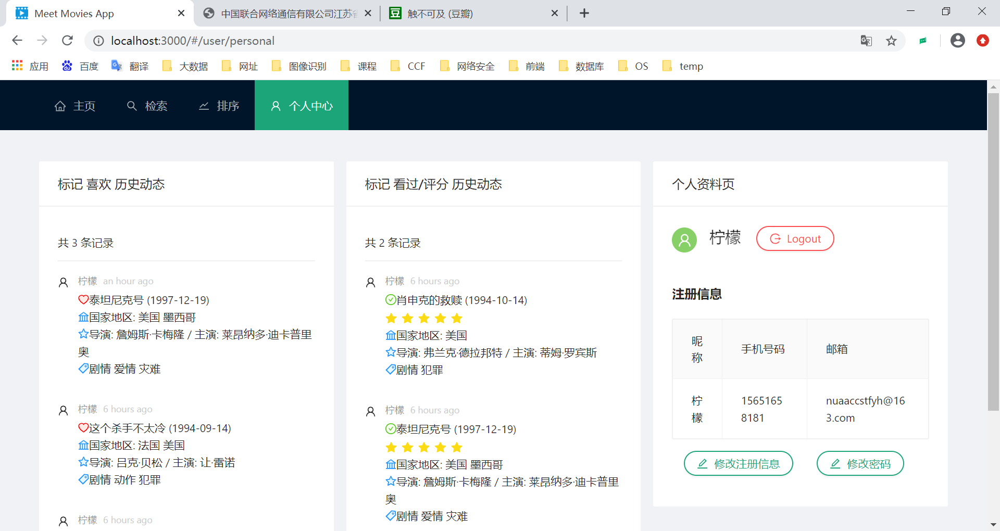 Meet Movies App
中国联合网络通信有限公司江苏省
触不可及 (豆瓣)
localhost:3000/#/user/personal
应用 百度 翻译 大数据 网址 图像识别 课程 CCF 网络安全 前端 数据库 OS temp
主页 检索 排序 个人中心
标记 喜欢 历史动态
共 3 条记录
柠檬 an hour ago
泰坦尼克号 (1997-12-19)
国家地区: 美国 墨西哥
导演: 詹姆斯·卡梅隆 / 主演: 莱昂纳多·迪卡普里
奥
剧情 爱情 灾难
柠檬 6 hours ago
这个杀手不太冷 (1994-09-14)
国家地区: 法国 美国
导演: 吕克·贝松 / 主演: 让·雷诺
剧情 动作 犯罪
柠檬 6 hours ago
标记 看过/评分 历史动态
共 2 条记录
柠檬 6 hours ago
肖申克的救赎 (1994-10-14)
国家地区: 美国
导演: 弗兰克·德拉邦特 / 主演: 蒂姆·罗宾斯
剧情 犯罪
柠檬 6 hours ago
泰坦尼克号 (1997-12-19)
国家地区: 美国 墨西哥
导演: 詹姆斯·卡梅隆 / 主演: 莱昂纳多·迪卡普里
奥
剧情 爱情 灾难
个人资料页
柠檬 Logout
注册信息
昵
称
手机号码
邮箱
柠
檬
1565165
8181
nuaaccstfyh@16
3.com
修改注册信息 修改密码